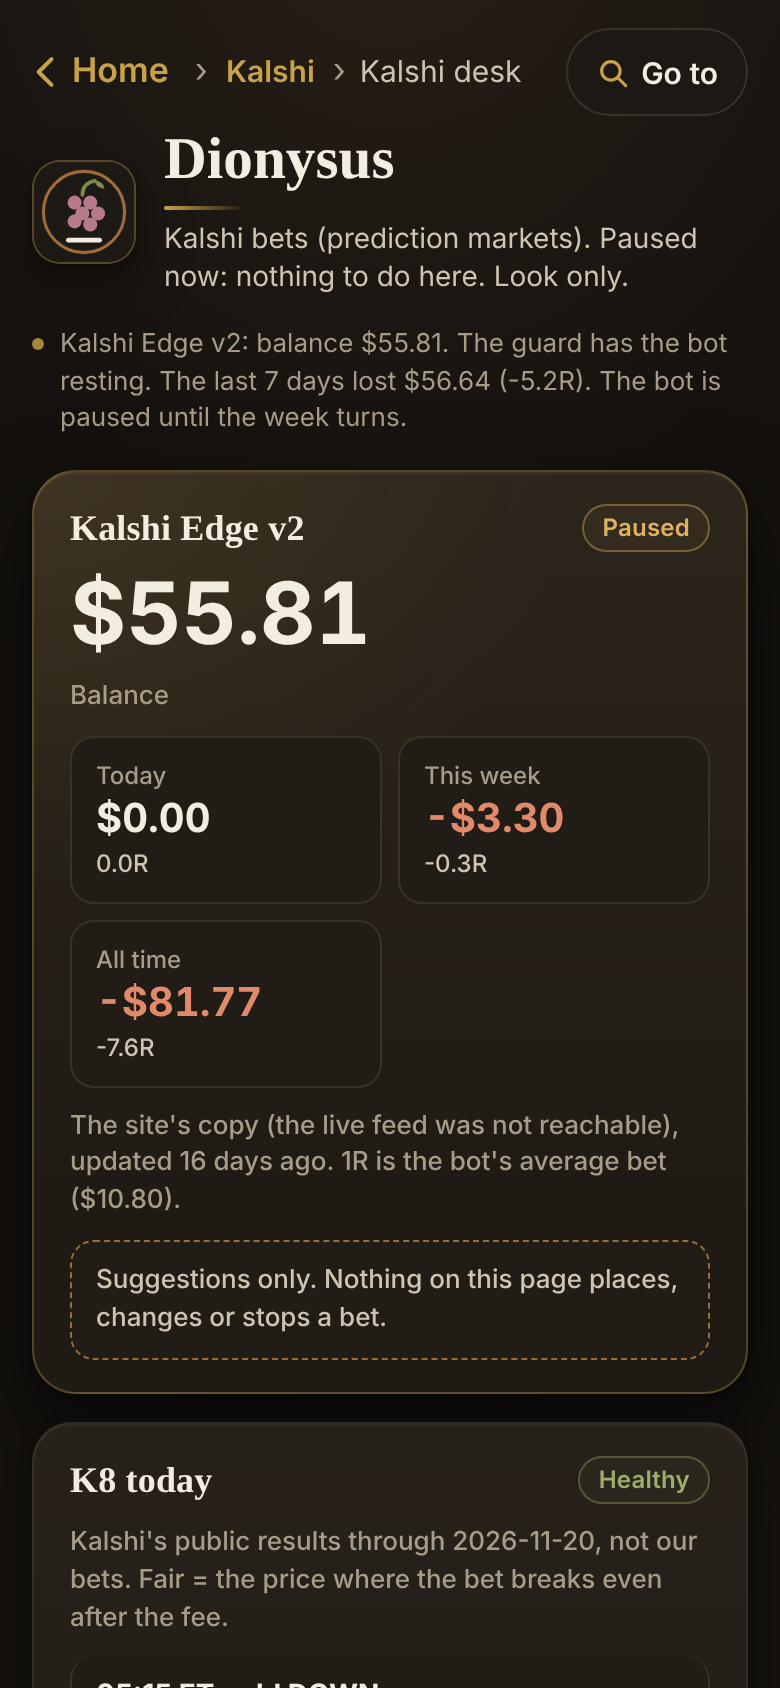 Home › Kalshi › Kalshi desk
Go to
Dionysus
Kalshi bets (prediction markets). Paused
now: nothing to do here. Look only.
Kalshi Edge v2: balance $55.81. The guard has the bot
resting. The last 7 days lost $56.64 (-5.2R). The bot is
paused until the week turns.
Kalshi Edge v2
Paused
$55.81
Balance
Today
$0.00
0.0R
This week
-$3.30
-0.3R
All time
-$81.77
-7.6R
The site's copy (the live feed was not reachable),
updated 16 days ago. 1R is the bot's average bet
($10.80).
Suggestions only. Nothing on this page places,
changes or stops a bet.
K8 today
Healthy
Kalshi's public results through 2026-11-20, not our
bets. Fair = the price where the bet breaks even
after the fee.